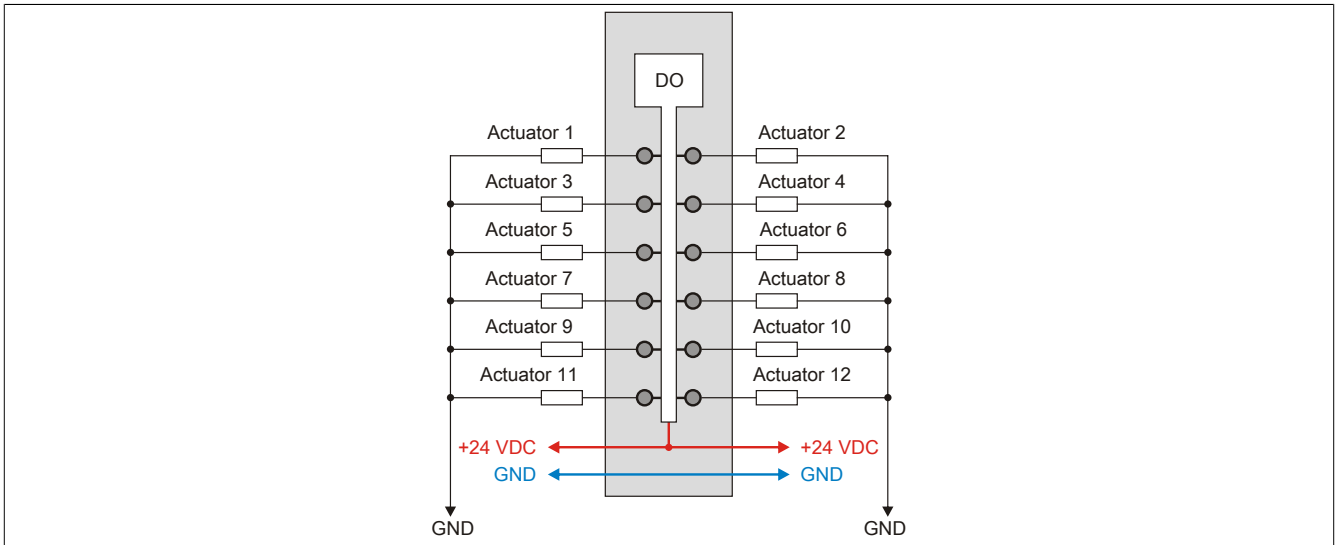 DO
Actuator 1 Actuator 2
Actuator 3 Actuator 4
Actuator 5 Actuator 6
Actuator 7 Actuator 8
Actuator 9 Actuator 10
Actuator 11 Actuator 12
+24 VDC +24 VDC
GND GND
GND GND